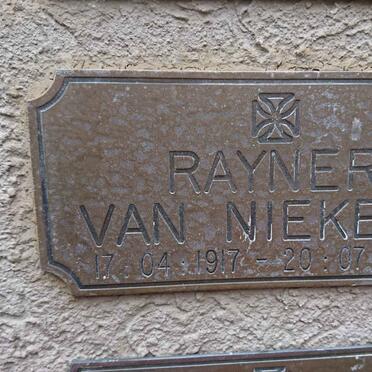 RAYNER
VAN NIEKE
17·04·1917 - 20·07